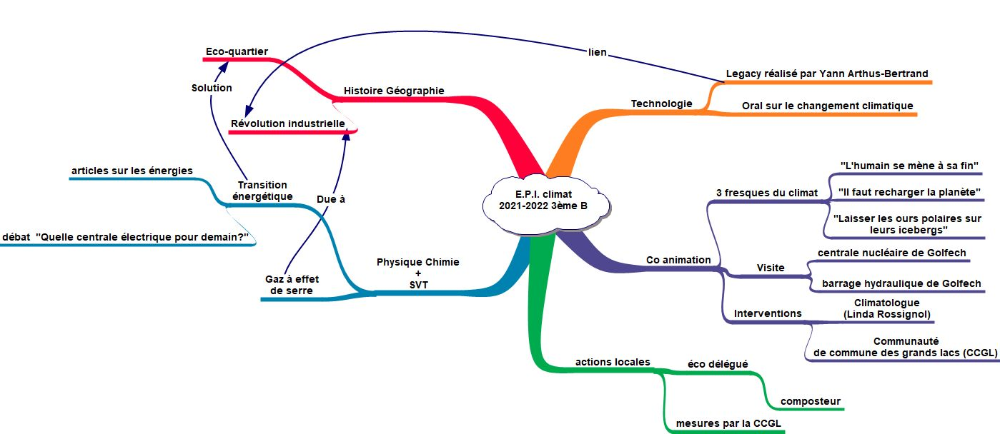 E.P.I. climat
2021-2022 3ème B
Histoire Géographie
Eco-quartier
Révolution industrielle
Solution
lien
Due à
Technologie
Legacy réalisé par Yann Arthus-Bertrand
Oral sur le changement climatique
Physique Chimie
+
SVT
Transition
énergétique
articles sur les énergies
débat  "Quelle centrale électrique pour demain?"
Gaz à effet
de serre
Co animation
3 fresques du climat
"L'humain se mène à sa fin"
"Il faut recharger la planète"
"Laisser les ours polaires sur
leurs icebergs"
Visite
centrale nucléaire de Golfech
barrage hydraulique de Golfech
Interventions
Climatologue
(Linda Rossignol)
Communauté
de commune des grands lacs (CCGL)
actions locales
éco délégué
composteur
mesures par la CCGL